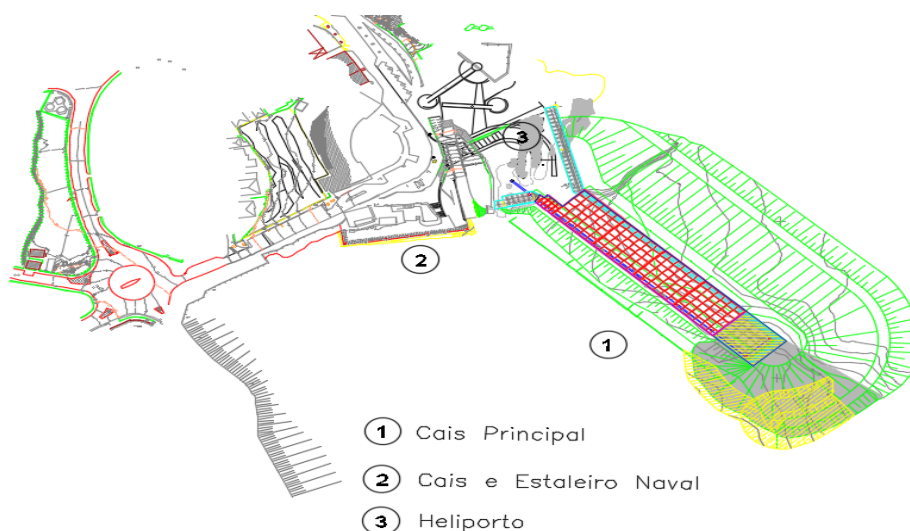 3
2
1
1 Cais Principal
2 Cais e Estaleiro Naval
3 Heliporto